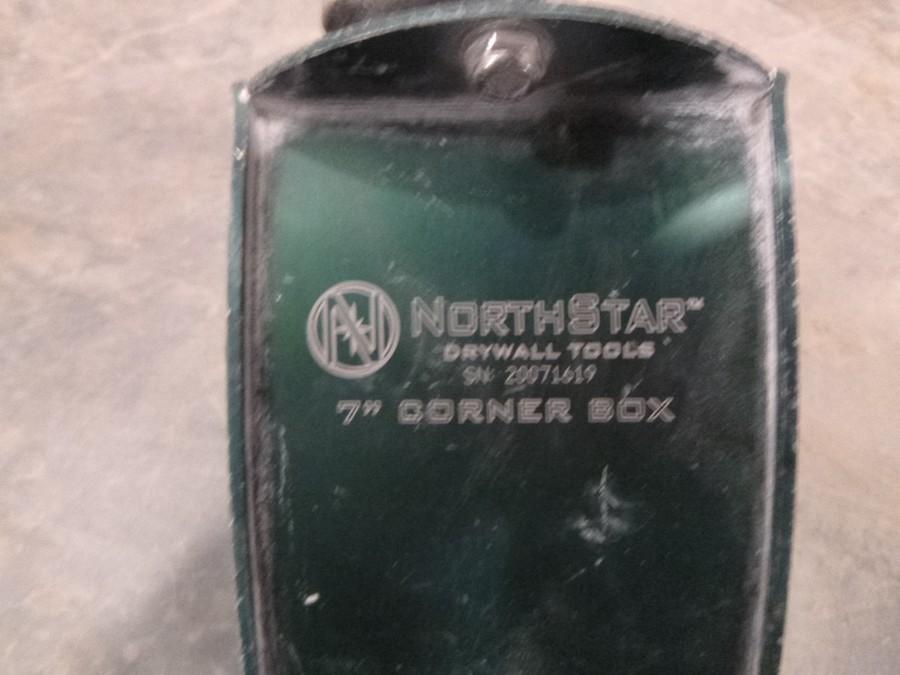 N NORTHSTAR™
DRYWALL TOOLS
SN: 20071619
7” CORNER BOX